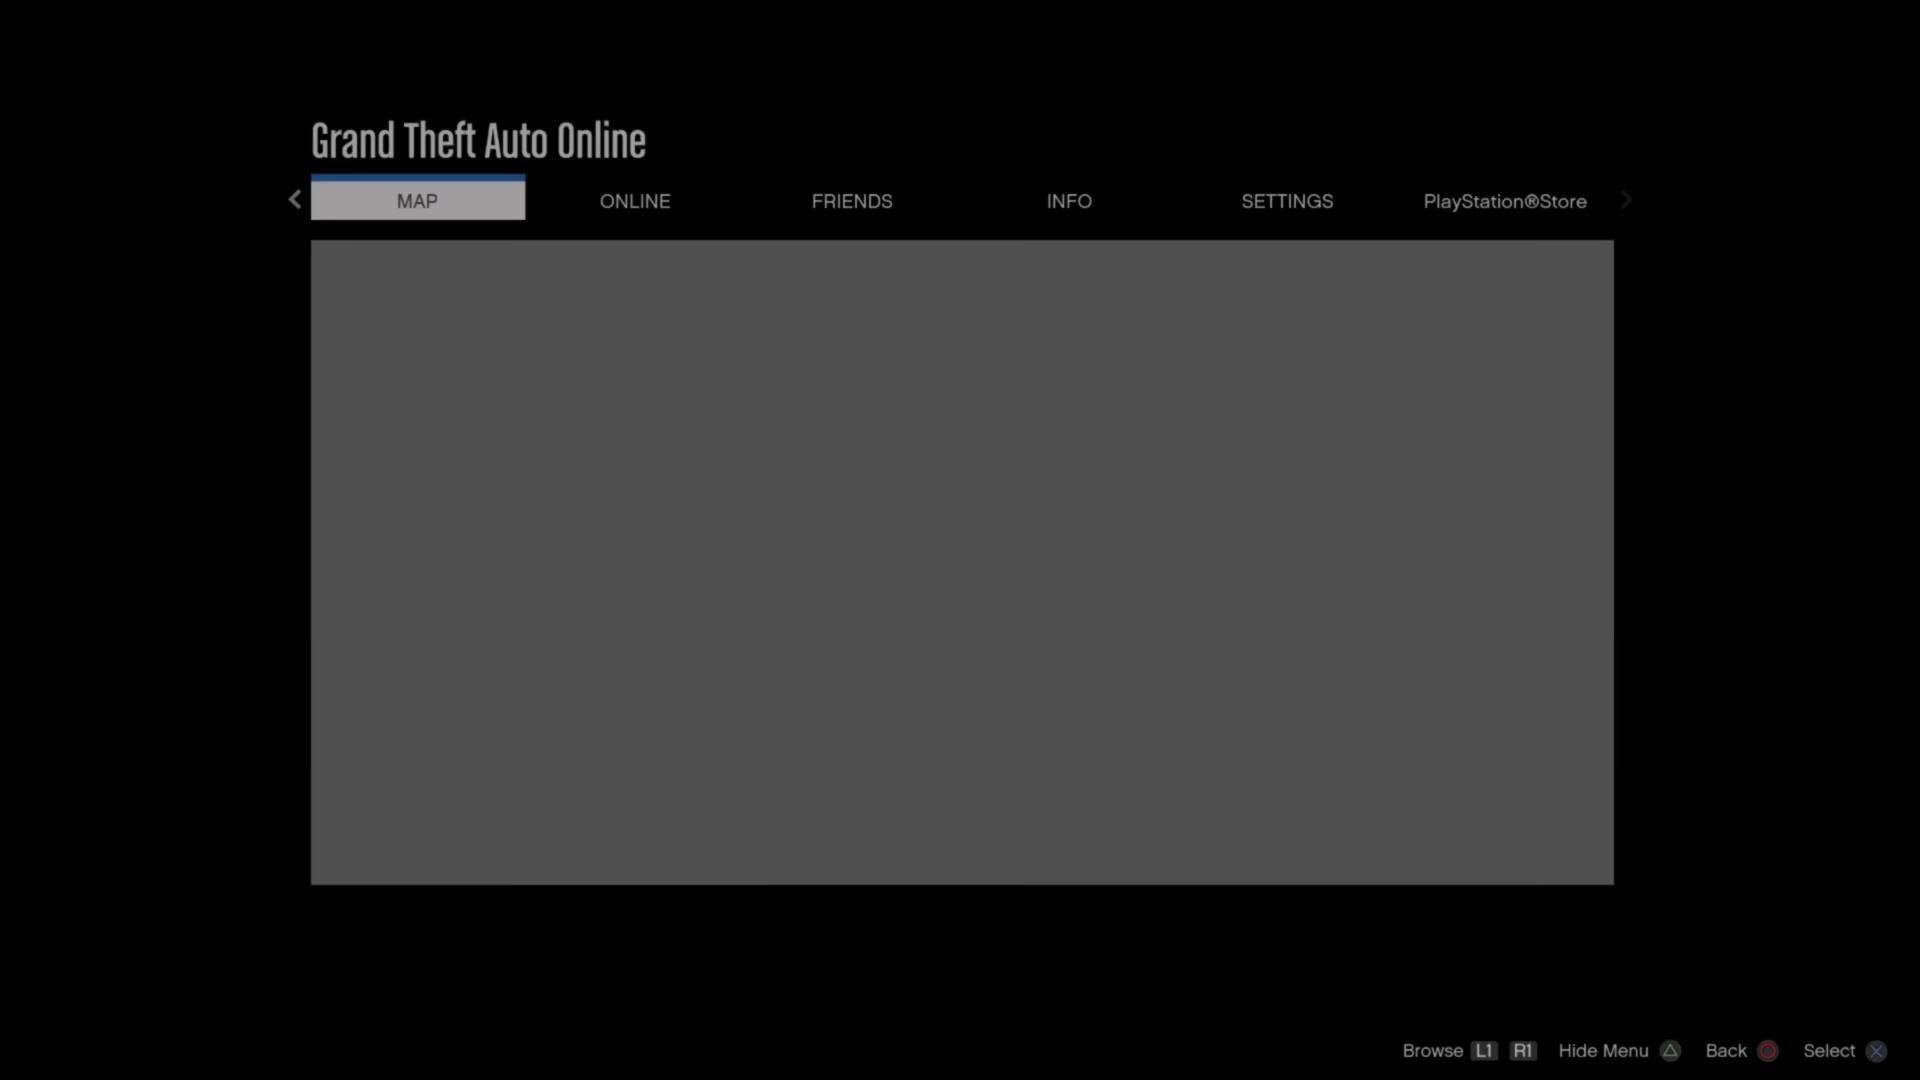 Grand Theft Auto Online
MAP ONLINE FRIENDS INFO SETTINGS PlayStation®Store
Browse L1 R1 Hide Menu Back Select